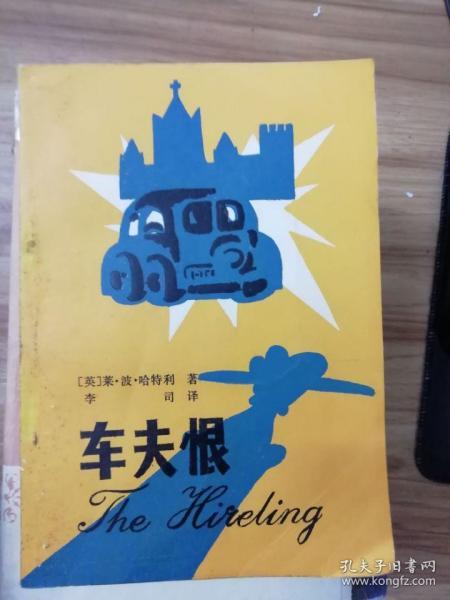 [英]莱·波·哈特利 著
李 司 译
车夫恨
The Hireling
孔夫子旧书网
www.kongfz.com